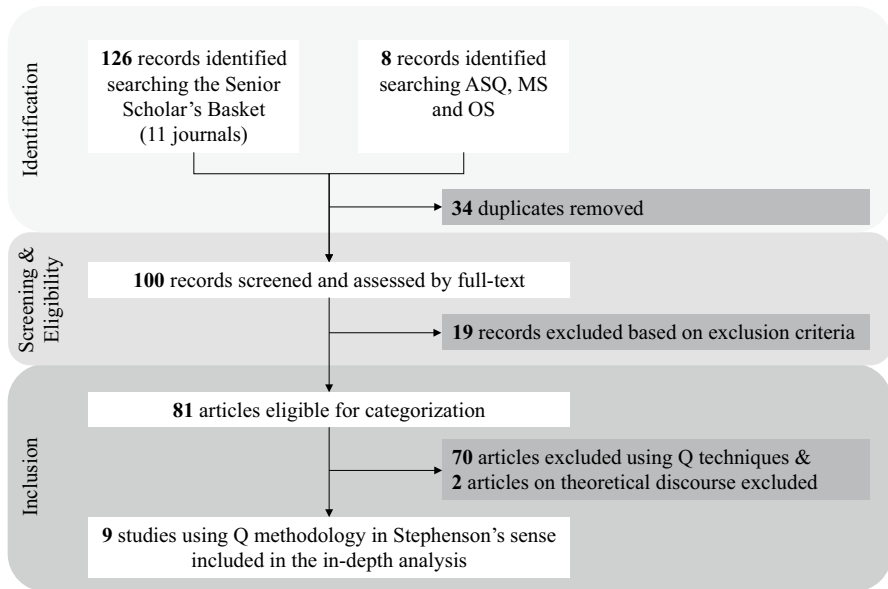 Identification
126 records identified
searching the Senior
Scholar’s Basket
(11 journals)
8 records identified
searching ASQ, MS
and OS
34 duplicates removed
Screening &
Eligibility
100 records screened and assessed by full-text
19 records excluded based on exclusion criteria
Inclusion
81 articles eligible for categorization
70 articles excluded using Q techniques &
2 articles on theoretical discourse excluded
9 studies using Q methodology in Stephenson’s sense
included in the in-depth analysis